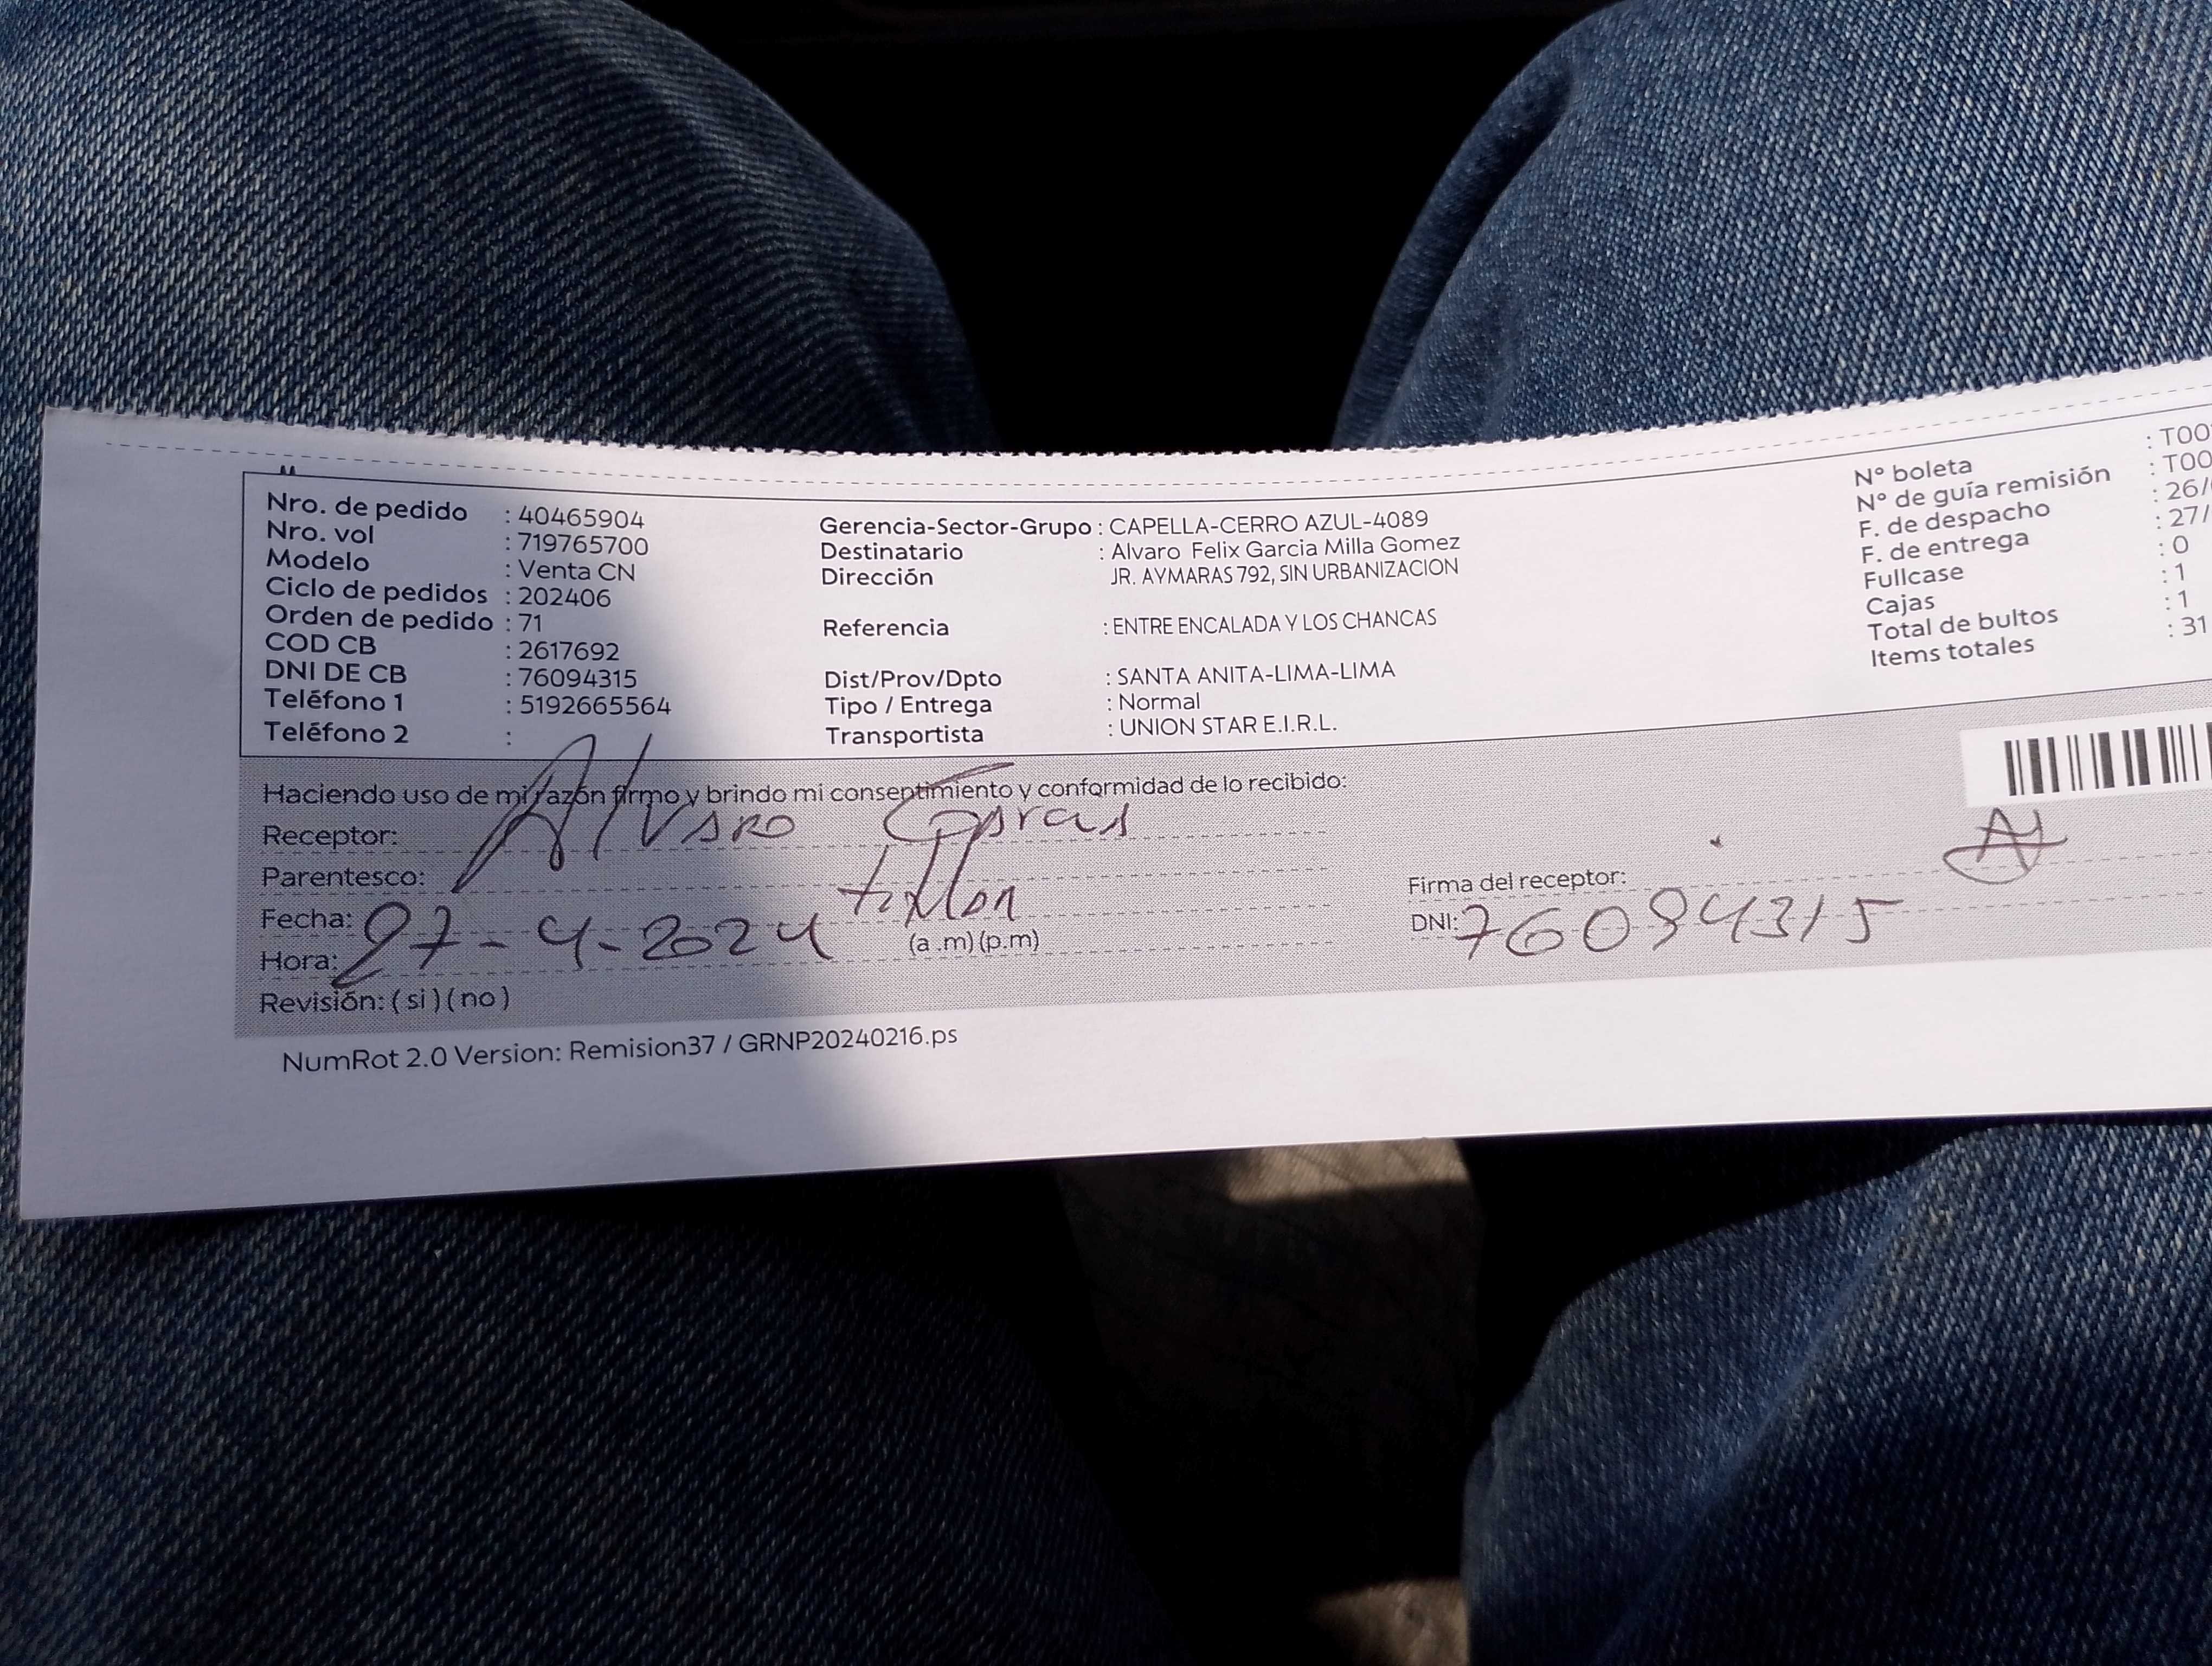 Nro. de pedido : 40465904
Nro. vol : 719765700
Modelo : Venta CN
Ciclo de pedidos : 202406
Orden de pedido : 71
COD CB : 2617692
DNI DE CB : 76094315
Teléfono 1 : 5192665564
Teléfono 2 :
Gerencia-Sector-Grupo : CAPELLA-CERRO AZUL-4089
Destinatario : Alvaro Felix Garcia Milla Gomez
Dirección JR. AYMARAS 792, SIN URBANIZACION
Referencia : ENTRE ENCALADA Y LOS CHANCAS
Dist/Prov/Dpto : SANTA ANITA-LIMA-LIMA
Tipo / Entrega : Normal
Transportista : UNION STAR E.I.R.L.
N° boleta : T00
N° de guía remisión : T00
F. de despacho : 26/
F. de entrega : 27/
Fullcase : 0
Cajas : 1
Total de bultos : 1
Items totales : 31
Haciendo uso de mi razón firmo y brindo mi consentimiento y conformidad de lo recibido:
Receptor: Alvaro Garcia
Parentesco:
Fecha: 27-4-2024
Hora: (a.m)(p.m)
Revisión: (si)(no)
Firma del receptor:
DNI: 76094315
NumRot 2.0 Version: Remision37 / GRNP20240216.ps